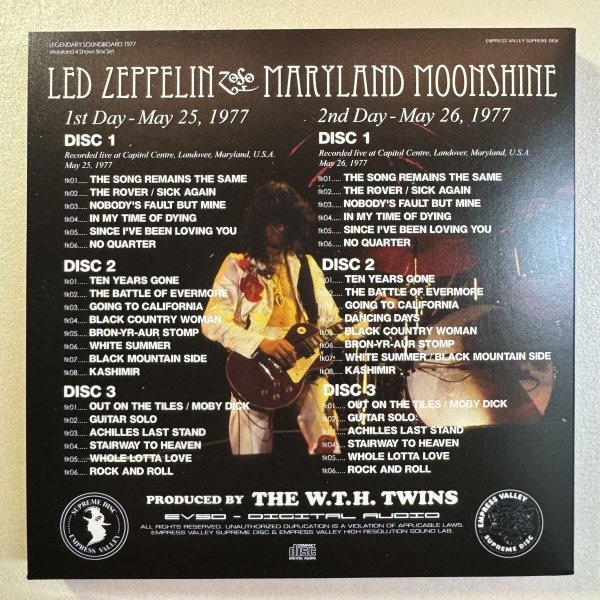 LEGENDARY SOUNDBOARD 1977
Maryland 4 Shows Box Set
EMPRESS VALLEY SUPREME DISK
LED ZEPPELIN ZOSO MARYLAND MOONSHINE
1st Day - May 25, 1977
DISC 1
Recorded live at Capitol Centre, Landover, Maryland, U.S.A.
May 25, 1977
tk01..... THE SONG REMAINS THE SAME
tk02..... THE ROVER / SICK AGAIN
tk03..... NOBODY'S FAULT BUT MINE
tk04..... IN MY TIME OF DYING
tk05..... SINCE I'VE BEEN LOVING YOU
tk06..... NO QUARTER
DISC 2
tk01..... TEN YEARS GONE
tk02..... THE BATTLE OF EVERMORE
tk03..... GOING TO CALIFORNIA
tk04..... BLACK COUNTRY WOMAN
tk05..... BRON-YR-AUR STOMP
tk06..... WHITE SUMMER
tk07..... BLACK MOUNTAIN SIDE
tk08..... KASHIMIR
DISC 3
tk01..... OUT ON THE TILES / MOBY DICK
tk02..... GUITAR SOLO
tk03..... ACHILLES LAST STAND
tk04..... STAIRWAY TO HEAVEN
tk05..... WHOLE LOTTA LOVE
tk06..... ROCK AND ROLL
2nd Day - May 26, 1977
DISC 1
Recorded live at Capitol Centre, Landover, Maryland, U.S.A.
May 26, 1977
tk01..... THE SONG REMAINS THE SAME
tk02..... THE ROVER / SICK AGAIN
tk03..... NOBODY'S FAULT BUT MINE
tk04..... IN MY TIME OF DYING
tk05..... SINCE I'VE BEEN LOVING YOU
tk06..... NO QUARTER
DISC 2
tk01..... TEN YEARS GONE
tk02..... THE BATTLE OF EVERMORE
tk03..... GOING TO CALIFORNIA
tk04..... DANCING DAYS
tk05..... BLACK COUNTRY WOMAN
tk06..... BRON-YR-AUR STOMP
tk07..... WHITE SUMMER / BLACK MOUNTAIN SIDE
tk08..... KASHIMIR
DISC 3
tk01..... OUT ON THE TILES / MOBY DICK
tk02..... GUITAR SOLO
tk03..... ACHILLES LAST STAND
tk04..... STAIRWAY TO HEAVEN
tk05..... WHOLE LOTTA LOVE
tk06..... ROCK AND ROLL
SUPREME DISC
EMPRESS VALLEY
PRODUCED BY THE W.T.H. TWINS
EVSD - DIGITAL AUDIO
ALL RIGHTS RESERVED. UNAUTHORIZED DUPLICATION IS A VIOLATION OF APPLICABLE LAWS.
EMPRESS VALLEY SUPREME DISK & EMPRESS VALLEY HIGH RESOLUTION SOUND LAB.
COMPACT
disc
DIGITAL AUDIO
EMPRESS VALLEY
SUPREME DISC